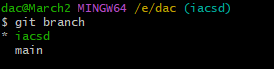 dac@March2 MINGW64 /e/dac (iacsd)
$ git branch
* iacsd
  main